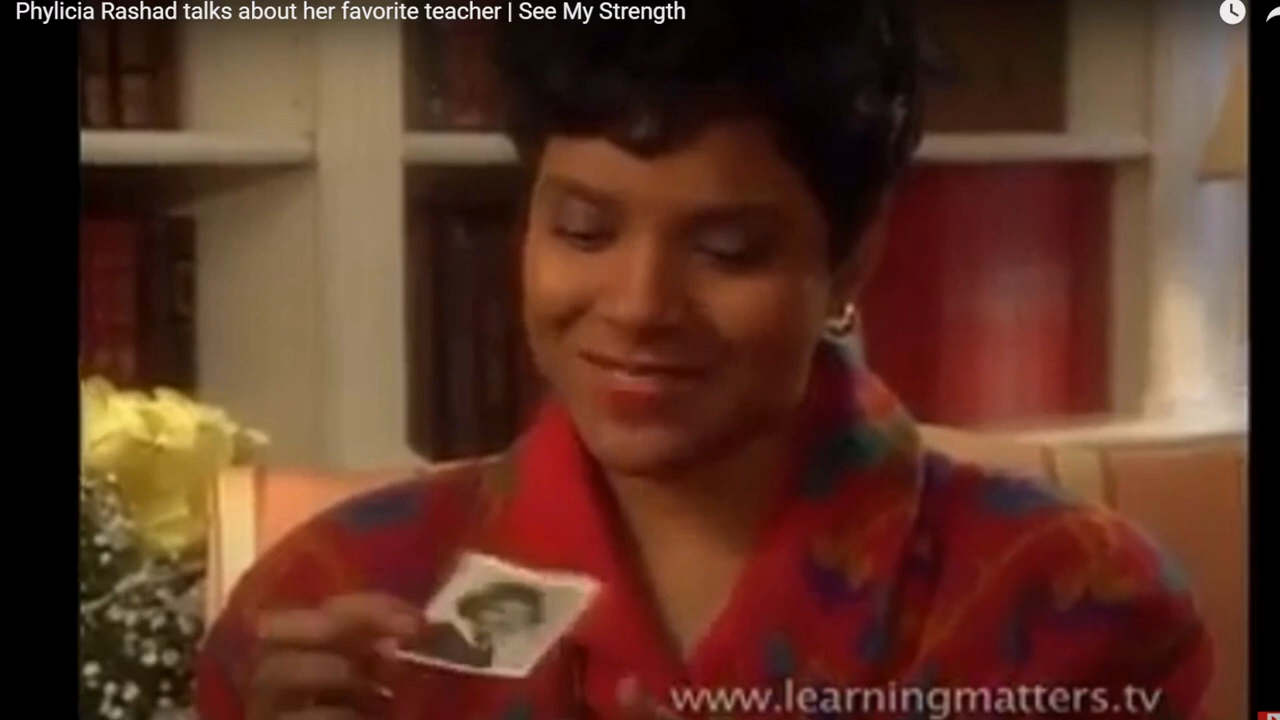 Phylicia Rashad talks about her favorite teacher | See My Strength
www.learningmatters.tv